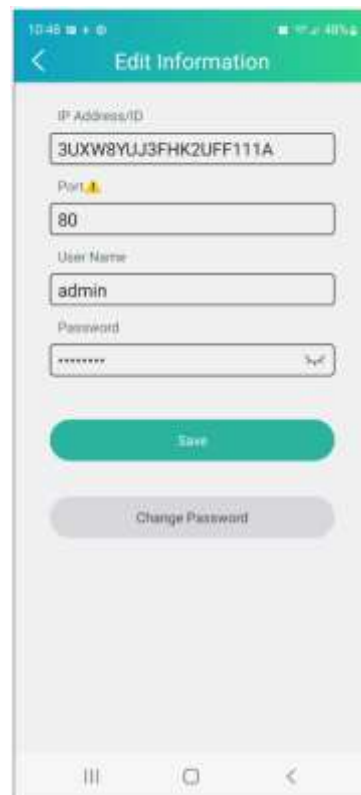 10:46
48%
Edit Information
IP Address/ID
3UXW8YUJ3FHK2UFF111A
Port
80
User Name
admin
Password
••••••••
Save
Change Password